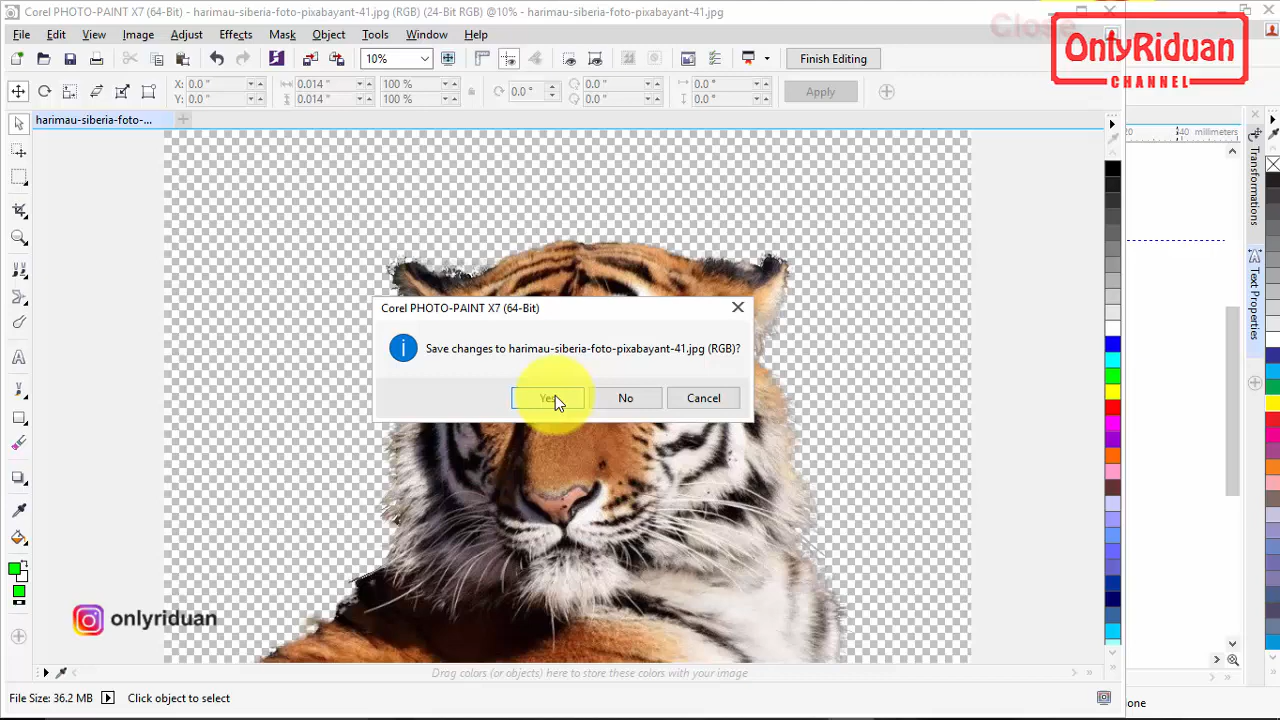 Corel PHOTO-PAINT X7 (64-Bit) - harimau-siberia-foto-pixabayant-41.jpg (24-Bit RGB) @10% - harimau-siberia-foto-pixabayant-41.jpg
Close
File Edit View Image Adjust Effects Mask Object Help
OnlyRiduan
CHANNEL
10% Finish Editing
X: 0.0 " 0.014 " 100 % 0.0 ° 0.0 " 0.0 "
Y: 0.0 " 0.014 " 100 % 0.0 " 0.0 " Apply
harimau-siberia-foto-...
20 40 millimeters
Transformations
Text Properties
Corel PHOTO-PAINT X7 (64-Bit)
Save changes to harimau-siberia-foto-pixabayant-41.jpg (RGB)?
Yes No Cancel
onlyriduan
Drag colors (or objects) here to store these colors with your image
File Size: 36.2 MB Click object to select